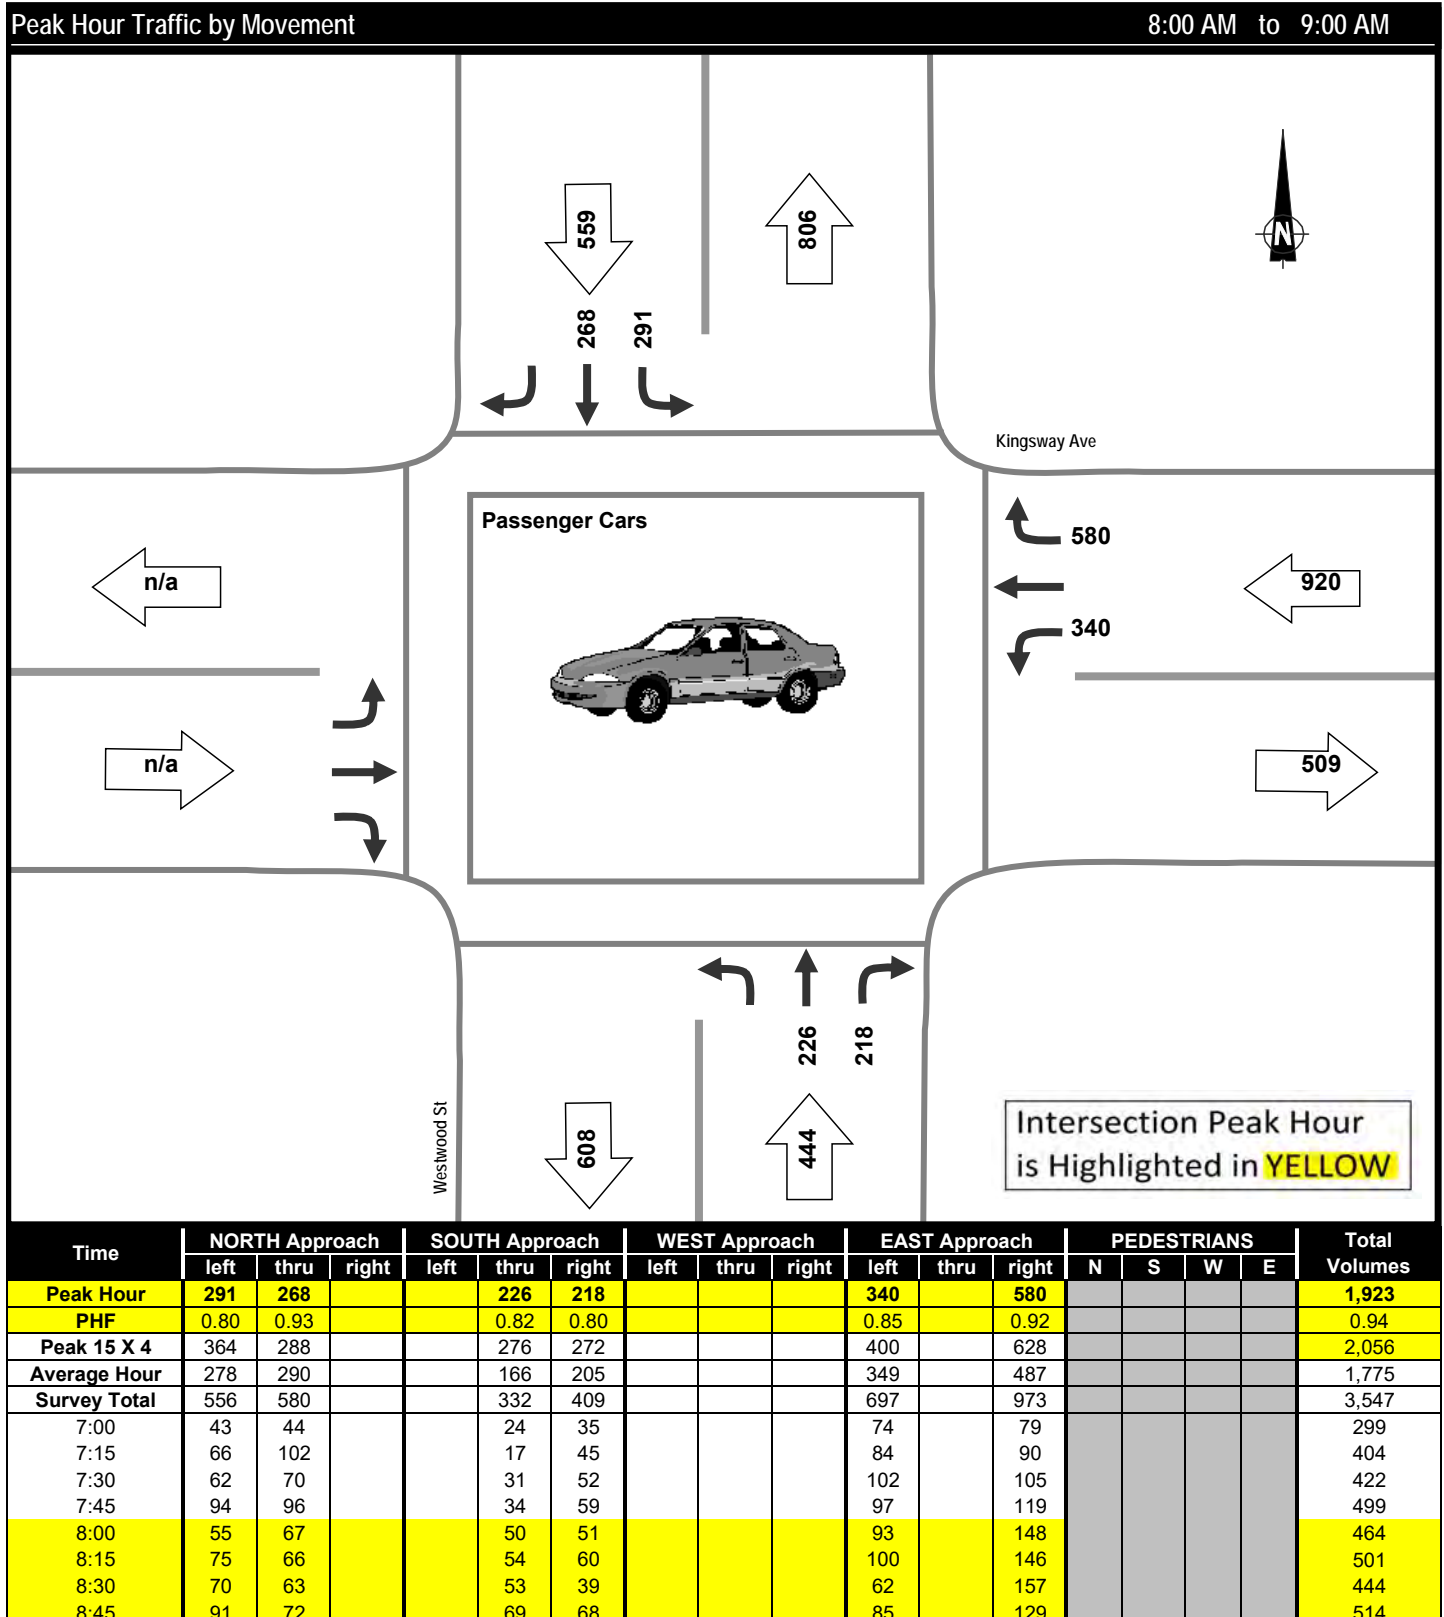 Peak Hour Traffic by Movement 8:00 AM to 9:00 AM
559
806
268 291
N
Kingsway Ave
Passenger Cars
580
n/a
920
340
n/a
509
226 218
Westwood St
608
444
Intersection Peak Hour
is Highlighted in YELLOW
Time NORTH Approach SOUTH Approach WEST Approach EAST Approach PEDESTRIANS Total Volumes
left thru right left thru right left thru right left thru right N S W E
Peak Hour 291 268 226 218 340 580 1,923
PHF 0.80 0.93 0.82 0.80 0.85 0.92 0.94
Peak 15 X 4 364 288 276 272 400 628 2,056
Average Hour 278 290 166 205 349 487 1,775
Survey Total 556 580 332 409 697 973 3,547
7:00 43 44 24 35 74 79 299
7:15 66 102 17 45 84 90 404
7:30 62 70 31 52 102 105 422
7:45 94 96 34 59 97 119 499
8:00 55 67 50 51 93 148 464
8:15 75 66 54 60 100 146 501
8:30 70 63 53 39 62 157 444
8:45 91 72 69 68 85 129 514